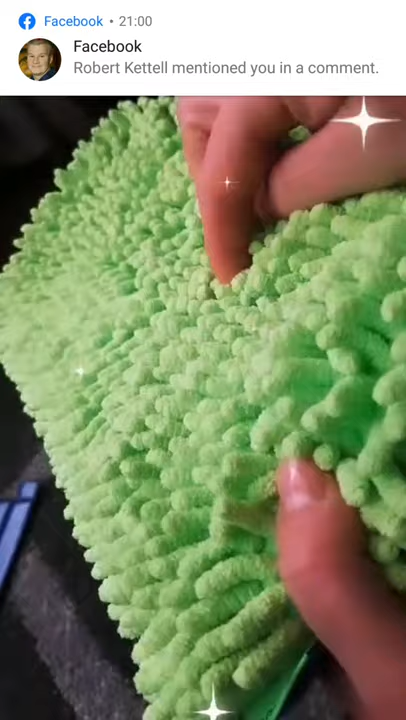 Facebook • 21:00
Facebook
Robert Kettell mentioned you in a comment.